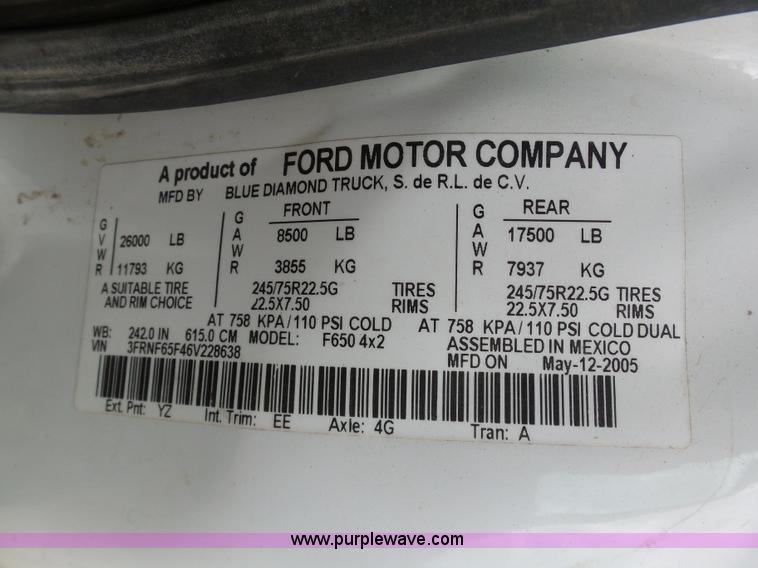 A product of FORD MOTOR COMPANY
MFD BY BLUE DIAMOND TRUCK, S. de R.L. de C.V.
GVWR 26000 LB 11793 KG
FRONT GAWR 8500 LB 3855 KG
REAR GAWR 17500 LB 7937 KG
A SUITABLE TIRE AND RIM CHOICE
245/75R22.5G TIRES 245/75R22.5G TIRES
22.5X7.50 RIMS 22.5X7.50 RIMS
AT 758 KPA/110 PSI COLD AT 758 KPA/110 PSI COLD DUAL
WB: 242.0 IN 615.0 CM MODEL: F650 4x2 ASSEMBLED IN MEXICO
VIN 3FRNF65F46V228638 MFD ON May-12-2005
Ext. Pnt: YZ Int. Trim: EE Axle: 4G Tran: A
www.purplewave.com